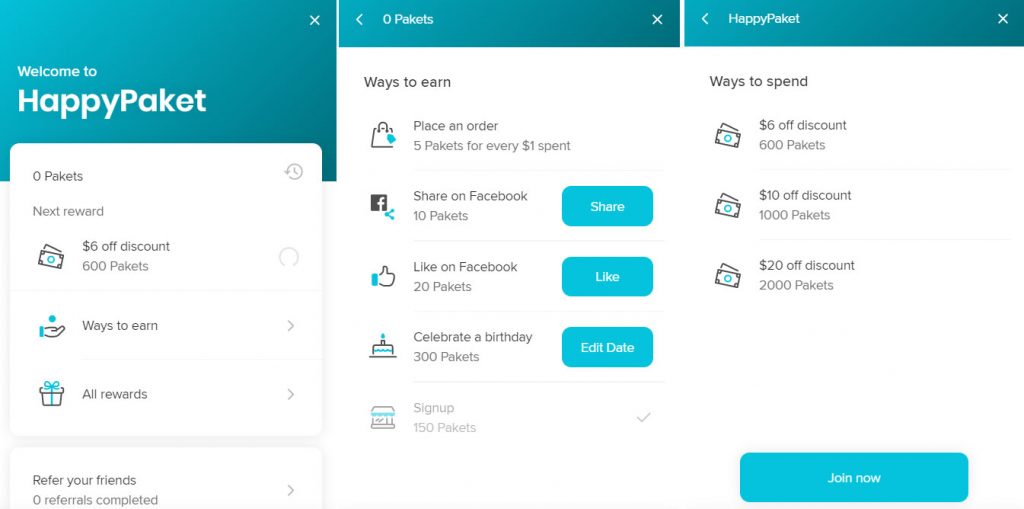 Welcome to
HappyPaket
0 Pakets
Next reward
$6 off discount
600 Pakets
Ways to earn
All rewards
Refer your friends
0 referrals completed
0 Pakets
Ways to earn
Place an order
5 Pakets for every $1 spent
Share on Facebook
10 Pakets
Share
Like on Facebook
20 Pakets
Like
Celebrate a birthday
300 Pakets
Edit Date
Signup
150 Pakets
HappyPaket
Ways to spend
$6 off discount
600 Pakets
$10 off discount
1000 Pakets
$20 off discount
2000 Pakets
Join now